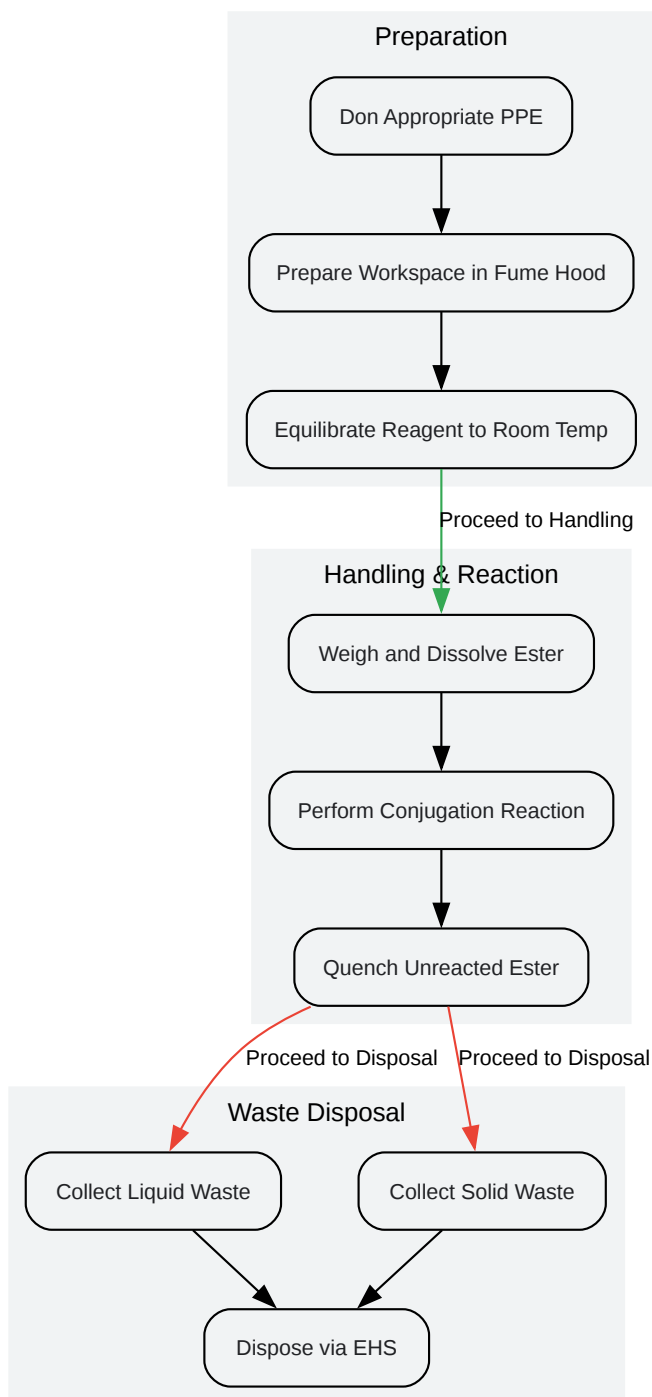 Preparation
Don Appropriate PPE
Prepare Workspace in Fume Hood
Equilibrate Reagent to Room Temp
Proceed to Handling
Handling & Reaction
Weigh and Dissolve Ester
Perform Conjugation Reaction
Quench Unreacted Ester
Proceed to Disposal
Proceed to Disposal
Waste Disposal
Collect Liquid Waste
Collect Solid Waste
Dispose via EHS